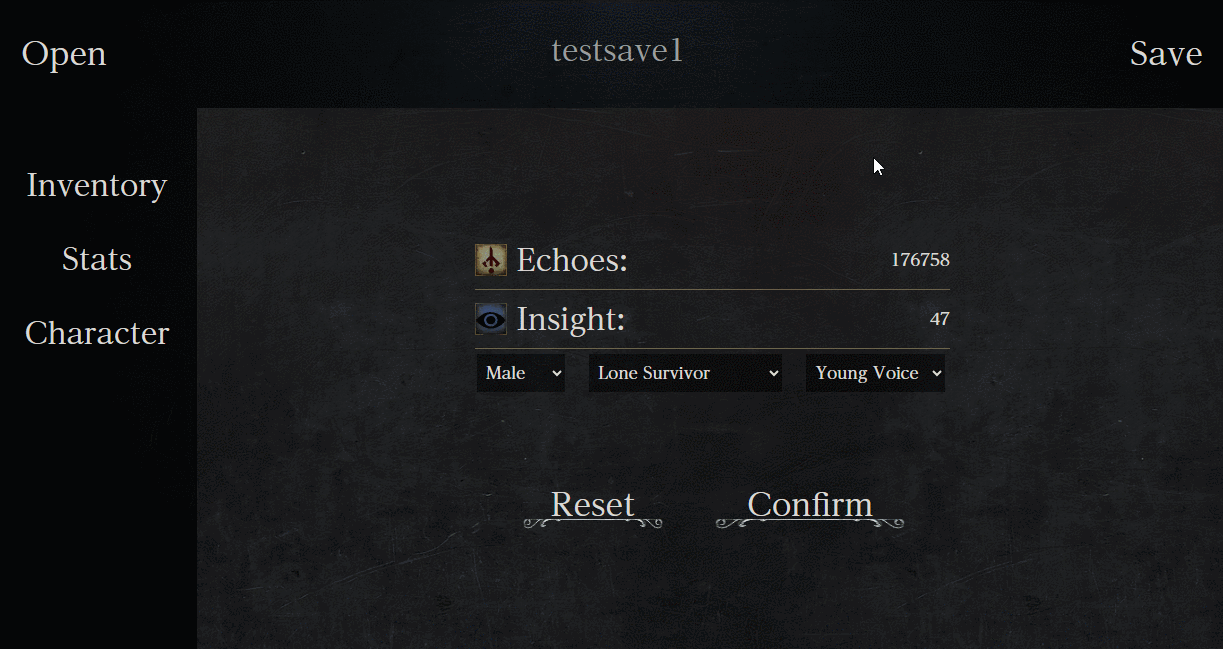 Open
testsave1
Save
Inventory
Stats
Character
Echoes: 176758
Insight: 47
Male Lone Survivor Young Voice
Reset Confirm